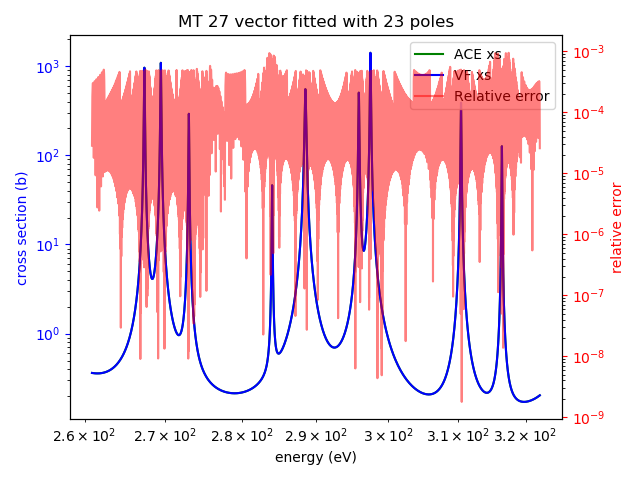 MT 27 vector fitted with 23 poles
ACE xs
VF xs
Relative error
10³
10²
10¹
10⁰
cross section (b)
10⁻³
10⁻⁴
10⁻⁵
10⁻⁶
10⁻⁷
10⁻⁸
10⁻⁹
relative error
2.6 × 10² 2.7 × 10² 2.8 × 10² 2.9 × 10² 3 × 10² 3.1 × 10² 3.2 × 10²
energy (eV)